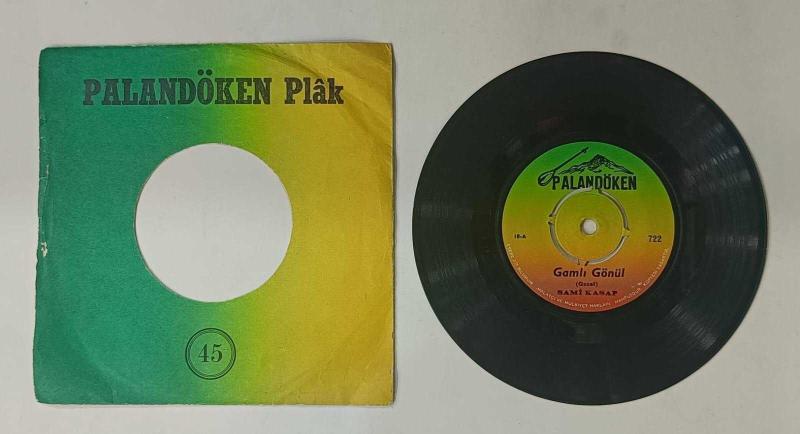 PALANDÖKEN Plâk
45
PALANDÖKEN
18-A
722
Gamlı Gönül
(Gazel)
SAMİ KASAP